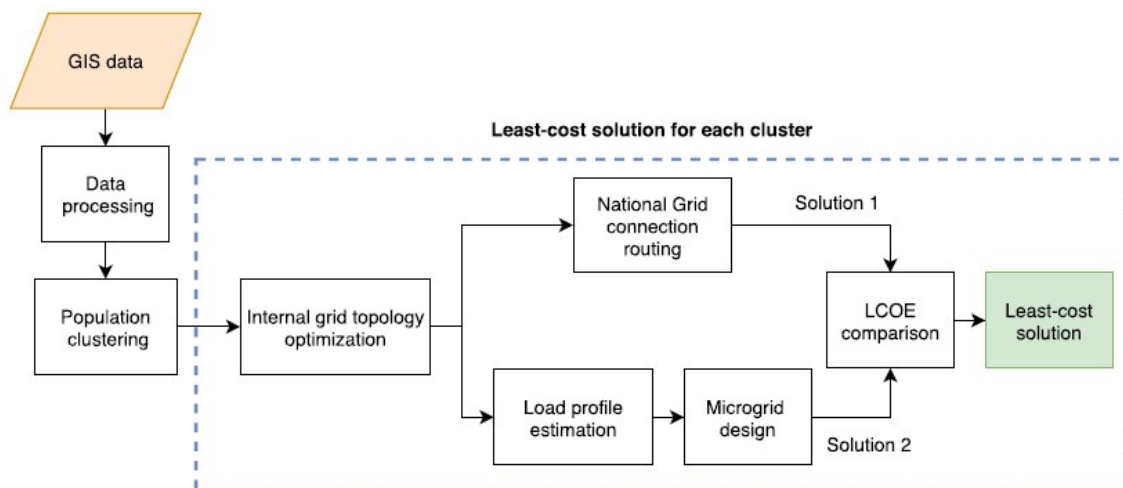 GIS data
Data
processing
Population
clustering
Least-cost solution for each cluster
Internal grid topology
optimization
National Grid
connection
routing
Solution 1
Load profile
estimation
Microgrid
design
Solution 2
LCOE
comparison
Least-cost
solution